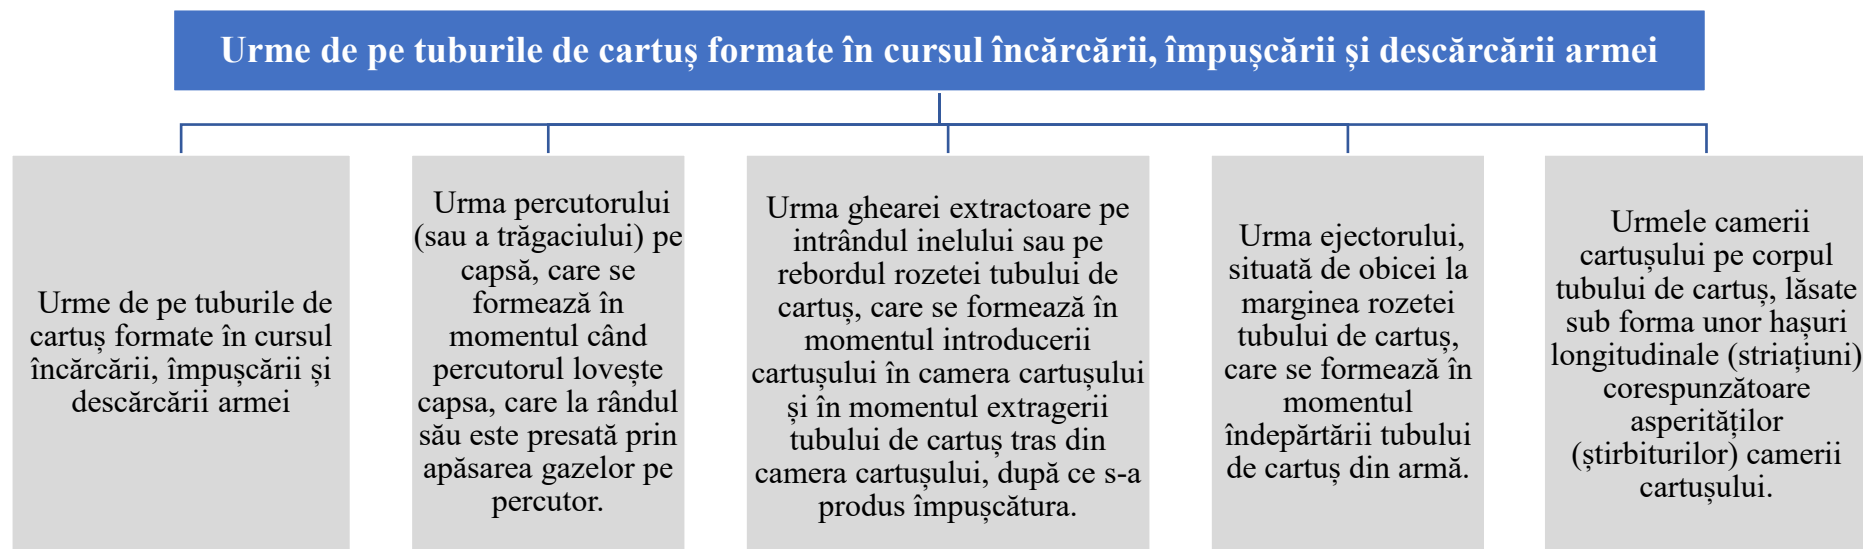 Urme de pe tuburile de cartuș formate în cursul încărcării, împușcării și descărcării armei
Urme de pe tuburile de
cartuș formate în cursul
încărcării, împușcării și
descărcării armei
Urma percutorului
(sau a trăgaciului) pe
capsă, care se
formează în
momentul când
percutorul lovește
capsa, care la rândul
său este presată prin
apăsarea gazelor pe
percutor.
Urma ghearei extractoare pe
intrândul inelului sau pe
rebordul rozetei tubului de
cartuș, care se formează în
momentul introducerii
cartușului în camera cartușului
și în momentul extragerii
tubului de cartuș tras din
camera cartușului, după ce s-a
produs împușcătura.
Urma ejectorului,
situată de obicei la
marginea rozetei
tubului de cartuș,
care se formează în
momentul
îndepărtării tubului
de cartuș din armă.
Urmele camerii
cartușului pe corpul
tubului de cartuș, lăsate
sub forma unor hașuri
longitudinale (striațiuni)
corespunzătoare
asperităților
(știrbiturilor) camerii
cartușului.